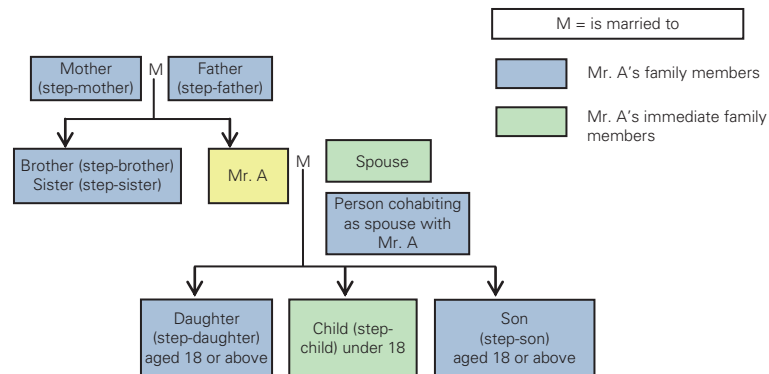 M = is married to
Mother
(step-mother)
M
Father
(step-father)
Mr. A's family members
Mr. A's immediate family
members
Brother (step-brother)
Sister (step-sister)
Mr. A
M
Spouse
Person cohabiting
as spouse with
Mr. A
Daughter
(step-daughter)
aged 18 or above
Child (step-
child) under 18
Son
(step-son)
aged 18 or above